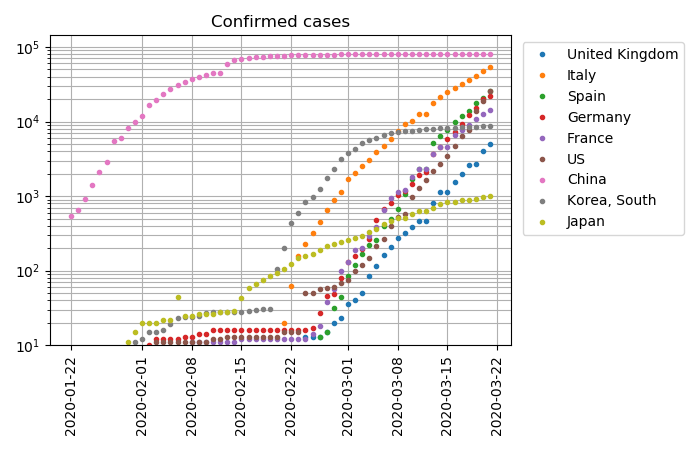 Confirmed cases
10^5
10^4
10^3
10^2
10^1
2020-01-22
2020-02-01
2020-02-08
2020-02-15
2020-02-22
2020-03-01
2020-03-08
2020-03-15
2020-03-22
United Kingdom
Italy
Spain
Germany
France
US
China
Korea, South
Japan